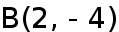 B(2, - 4)